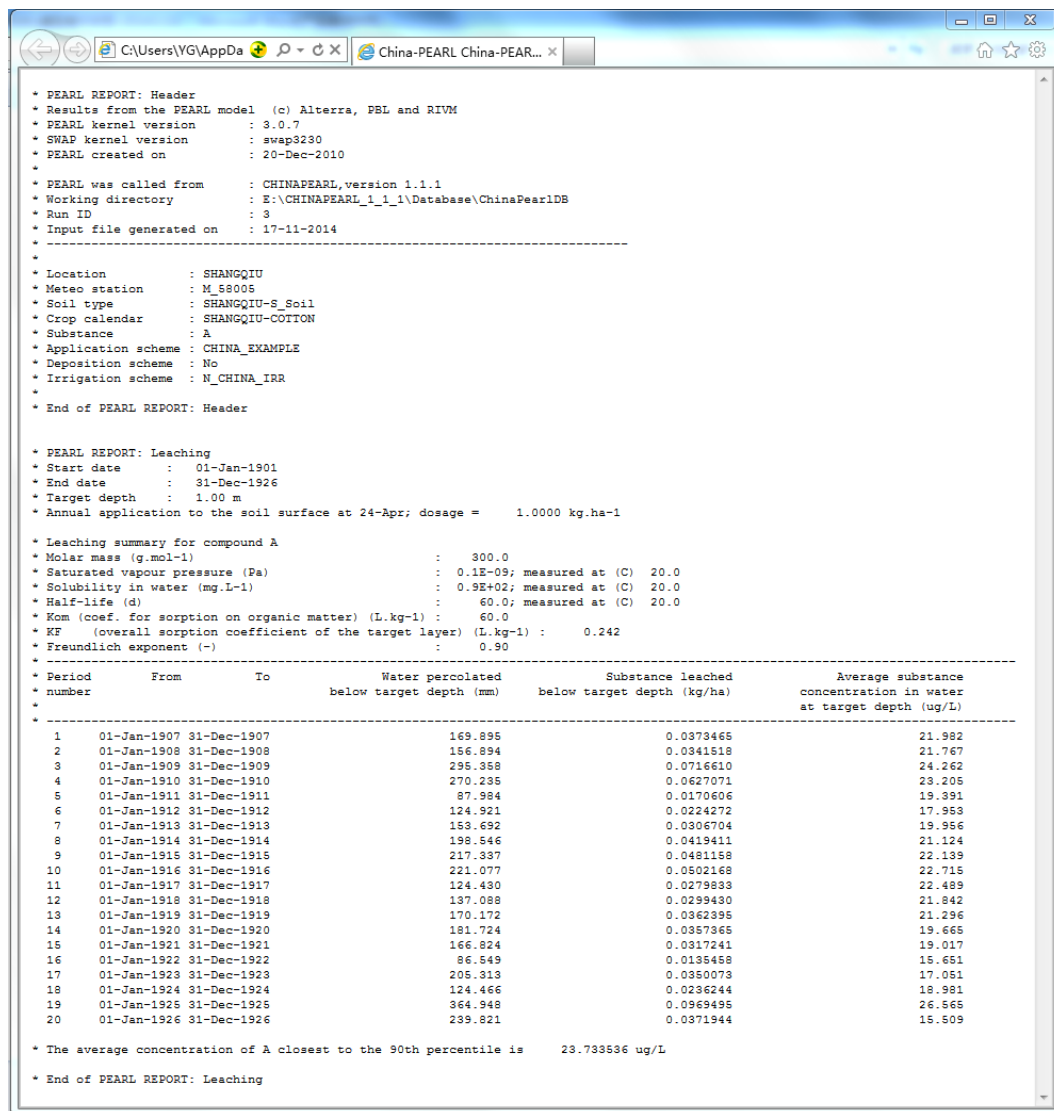 C:\Users\YG\AppDa
China-PEARL China-PEAR...
* PEARL REPORT: Header
* Results from the PEARL model (c) Alterra, PBL and RIVM
* PEARL kernel version : 3.0.7
* SWAP kernel version : swap3230
* PEARL created on : 20-Dec-2010
*
* PEARL was called from : CHINAPEARL,version 1.1.1
* Working directory : E:\CHINAPEARL_1_1_1\Database\ChinaPearlDB
* Run ID : 3
* Input file generated on : 17-11-2014
* --------------------------------------------------------------------------------
*
* Location : SHANGQIU
* Meteo station : M_58005
* Soil type : SHANGQIU-S_Soil
* Crop calendar : SHANGQIU-COTTON
* Substance : A
* Application scheme : CHINA_EXAMPLE
* Deposition scheme : No
* Irrigation scheme : N_CHINA_IRR
*
* End of PEARL REPORT: Header
* PEARL REPORT: Leaching
* Start date : 01-Jan-1901
* End date : 31-Dec-1926
* Target depth : 1.00 m
* Annual application to the soil surface at 24-Apr; dosage = 1.0000 kg.ha-1
* Leaching summary for compound A
* Molar mass (g.mol-1) : 300.0
* Saturated vapour pressure (Pa) : 0.1E-09; measured at (C) 20.0
* Solubility in water (mg.L-1) : 0.9E+02; measured at (C) 20.0
* Half-life (d) : 60.0; measured at (C) 20.0
* Kom (coef. for sorption on organic matter) (L.kg-1) : 60.0
* KF (overall sorption coefficient of the target layer) (L.kg-1) : 0.242
* Freundlich exponent (-) : 0.90
* --------------------------------------------------------------------------------
* Period From To Water percolated Substance leached Average substance
* number below target depth (mm) below target depth (kg/ha) concentration in water
* at target depth (ug/L)
* --------------------------------------------------------------------------------
1 01-Jan-1907 31-Dec-1907 169.895 0.0373465 21.982
2 01-Jan-1908 31-Dec-1908 156.894 0.0341518 21.767
3 01-Jan-1909 31-Dec-1909 295.358 0.0716610 24.262
4 01-Jan-1910 31-Dec-1910 270.235 0.0627071 23.205
5 01-Jan-1911 31-Dec-1911 87.984 0.0170606 19.391
6 01-Jan-1912 31-Dec-1912 124.921 0.0224272 17.953
7 01-Jan-1913 31-Dec-1913 153.692 0.0306704 19.956
8 01-Jan-1914 31-Dec-1914 198.546 0.0419411 21.124
9 01-Jan-1915 31-Dec-1915 217.337 0.0481158 22.139
10 01-Jan-1916 31-Dec-1916 221.077 0.0502168 22.715
11 01-Jan-1917 31-Dec-1917 124.430 0.0279833 22.489
12 01-Jan-1918 31-Dec-1918 137.088 0.0299430 21.842
13 01-Jan-1919 31-Dec-1919 170.172 0.0362395 21.296
14 01-Jan-1920 31-Dec-1920 181.724 0.0357365 19.665
15 01-Jan-1921 31-Dec-1921 166.824 0.0317241 19.017
16 01-Jan-1922 31-Dec-1922 86.549 0.0135458 15.651
17 01-Jan-1923 31-Dec-1923 205.313 0.0350073 17.051
18 01-Jan-1924 31-Dec-1924 124.466 0.0236244 18.981
19 01-Jan-1925 31-Dec-1925 364.948 0.0969495 26.565
20 01-Jan-1926 31-Dec-1926 239.821 0.0371944 15.509
* The average concentration of A closest to the 90th percentile is 23.733536 ug/L
* End of PEARL REPORT: Leaching